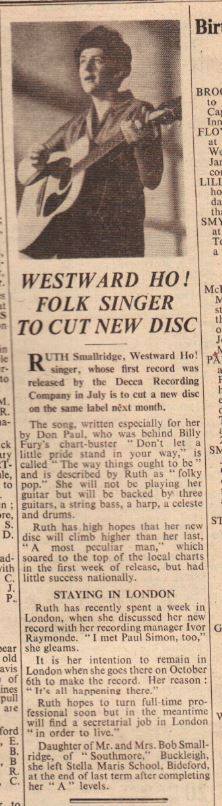 WESTWARD HO!
FOLK SINGER
TO CUT NEW DISC
RUTH Smallridge, Westward Ho!
singer, whose first record was
released by the Decca Recording
Company in July is to cut a new disc
on the same label next month.
The song, written especially for her
by Don Paul, who was behind Billy
Fury's chart-buster "Don't let a
little pride stand in your way," is
called "The way things ought to be"
and is described by Ruth as "folky
pop." She will not be playing her
guitar but will be backed by three
guitars, a string bass, a harp, a celeste
and drums.
Ruth has high hopes that her new
disc will climb higher than her last,
"A most peculiar man," which
soared to the top of the local charts
in the first week of release, but had
little success nationally.
STAYING IN LONDON
Ruth has recently spent a week in
London, when she discussed her new
record with her recording manager Ivor
Raymonde. "I met Paul Simon, too,"
she gleams.
It is her intention to remain in
London when she goes there on October
6th to make the record. Her reason:
"It's all happening there."
Ruth hopes to turn full-time pro-
fessional soon but in the meantime
will find a secretarial job in London
"in order to live."
Daughter of Mr. and Mrs. Bob Small-
ridge, of "Southmore," Buckleigh,
she left Stella Maris School, Bideford,
at the end of last term after completing
her "A" levels.